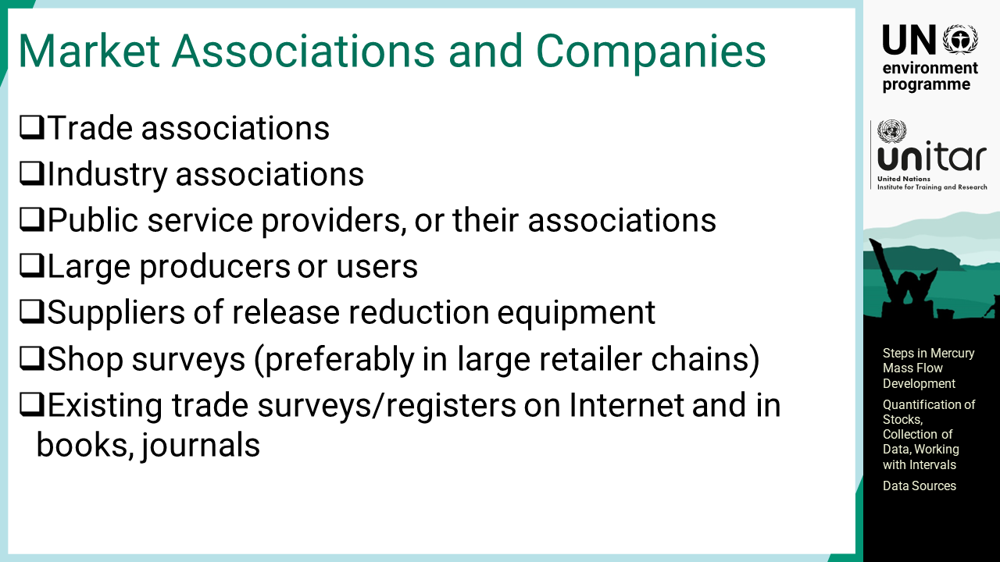 Market Associations and Companies
❑Trade associations
❑Industry associations
❑Public service providers, or their associations
❑Large producers or users
❑Suppliers of release reduction equipment
❑Shop surveys (preferably in large retailer chains)
❑Existing trade surveys/registers on Internet and in
books, journals
UN
environment
programme
unitar
United Nations
Institute for Training and Research
Steps in Mercury
Mass Flow
Development
Quantification of
Stocks,
Collection of
Data, Working
with Intervals
Data Sources